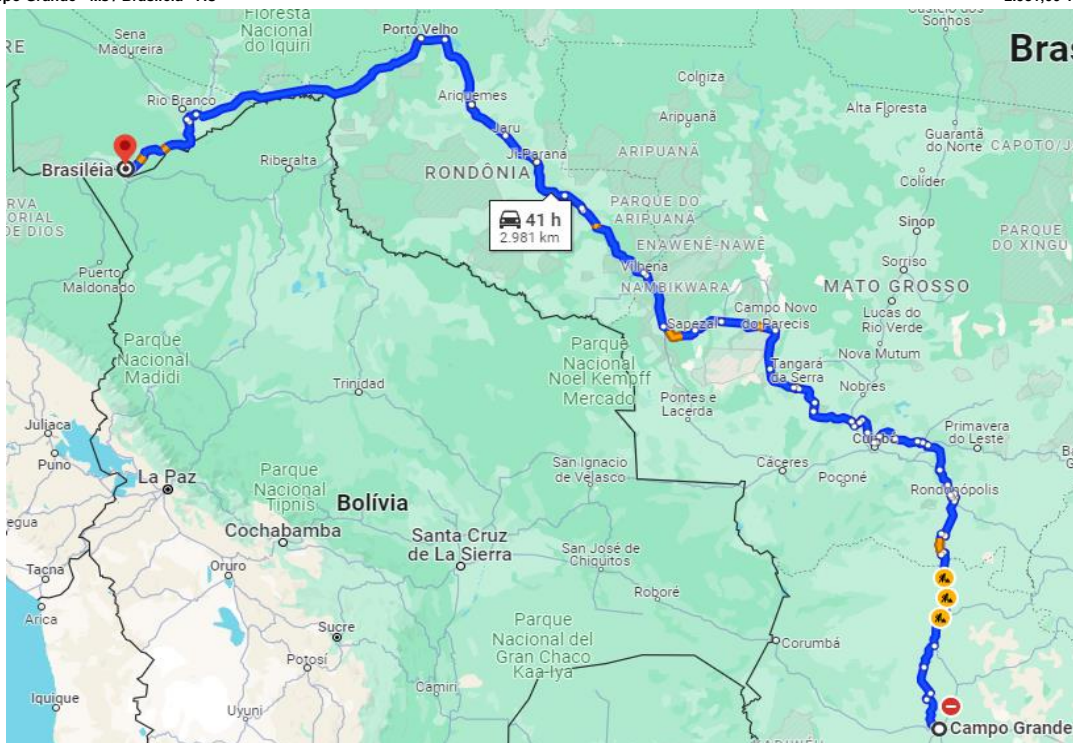 Floresta
Nacional
do Iquiri
Sena
Madureira
Porto Velho
Colniza
Bras
Alta Floresta
Guarantã
do Norte
Rio Branco
Ariquemes
Aripuanã
Jaru
ARIPUANÃ
CAPOTO/J
Brasiléia
Riberalta
Ji-Paraná
RONDÔNIA
Colíder
41 h
2.981 km
PARQUE DO
ARIPUANÃ
Sinop
PARQUE
DO XINGU
ENAWENÊ-NAWÊ
DE DIOS
Puerto
Maldonado
Vilhena
NAMBIKWARA
Sorriso
MATO GROSSO
Lucas do
Rio Verde
Campo Novo
do Parecis
Sapezal
Parque
Nacional
Madidi
Parque
Nacional
Noel Kempff
Mercado
Nova Mutum
Tangará
da Serra
Trinidad
Pontes e
Lacerda
Nobres
Juliaca
Puno
Primavera
do Leste
Cuiabá
La Paz
Parque
Nacional
Tipnis
San Ignacio
de Velasco
Cáceres
Poconé
Rondonópolis
Bolívia
Cochabamba
Santa Cruz
de La Sierra
San José de
Chiquitos
Tacna
Oruro
Arica
Roboré
Sucre
Parque
Nacional del
Gran Chaco
Kaa-Iya
Corumbá
Potosí
Iquique
Camiri
Uyuni
Campo Grande